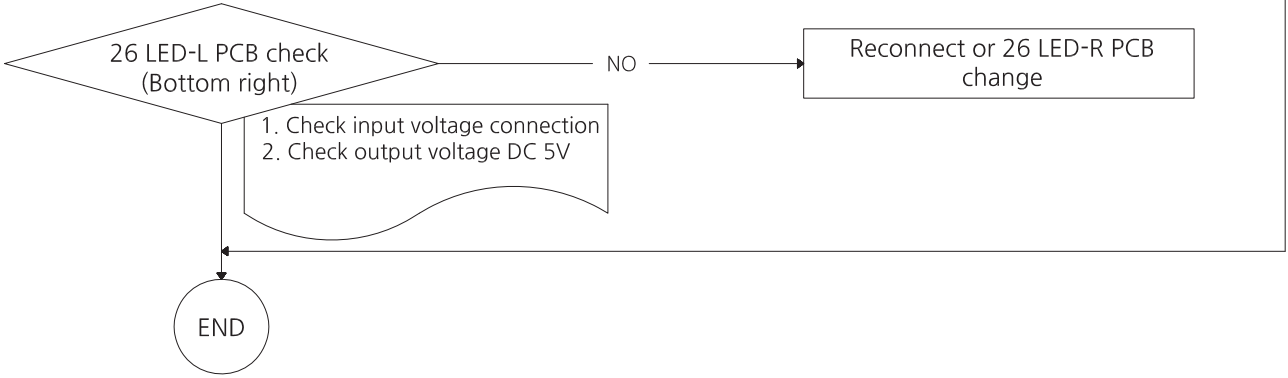 26 LED-L PCB check
(Bottom right)
NO
Reconnect or 26 LED-R PCB
change
1. Check input voltage connection
2. Check output voltage DC 5V
END